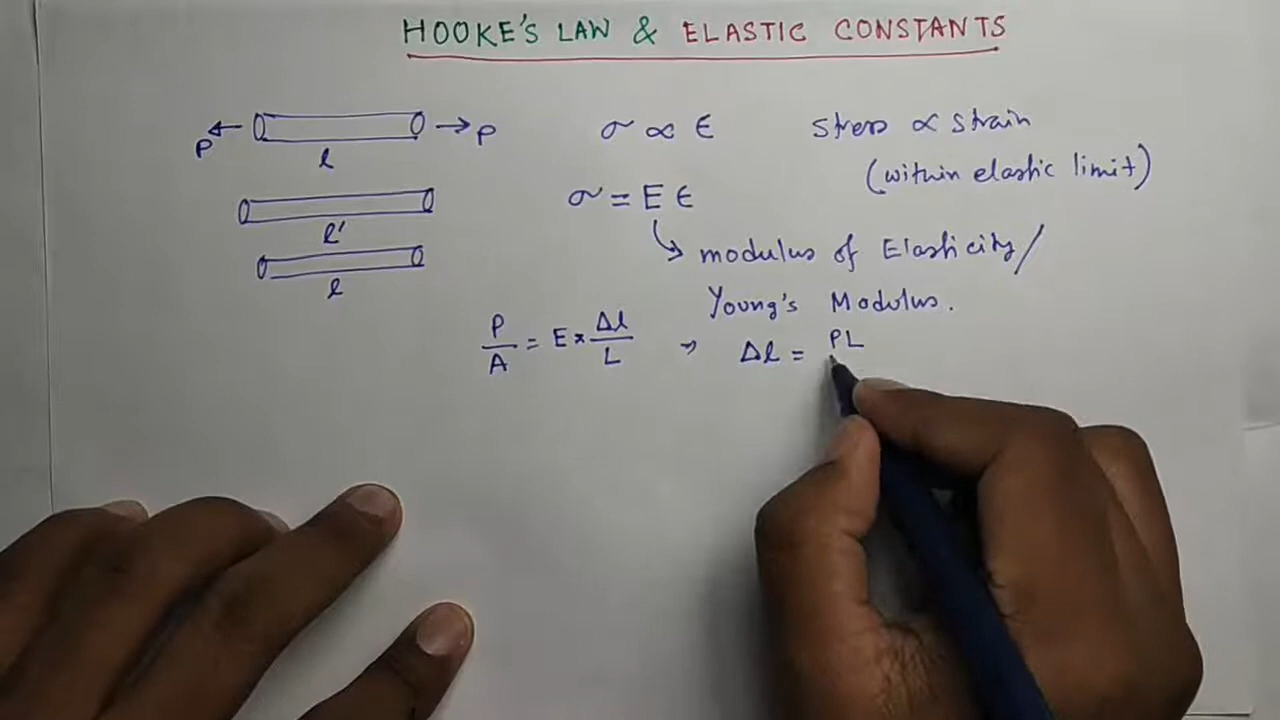 HOOKE'S LAW & ELASTIC CONSTANTS
P ← → P
l
l'
l
σ ∝ ϵ stress ∝ strain
(within elastic limit)
σ = E ϵ
↳ modulus of Elasticity/
Young's Modulus.
P/A = E × Δl/L ⇒ Δl = PL